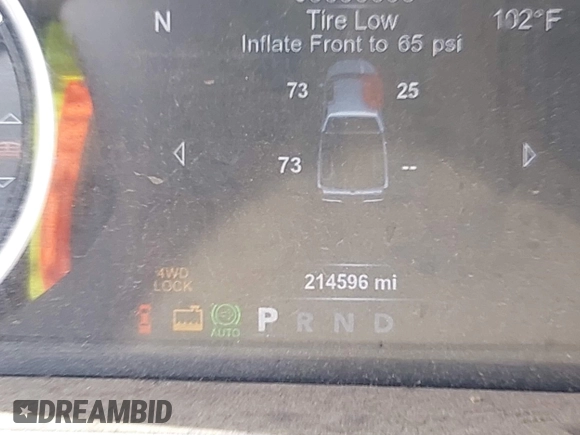 N
Tire Low
102°F
Inflate Front to 65 psi
73 25
73 --
4WD
LOCK
214596 mi
AUTO
P R N D
DREAMBID